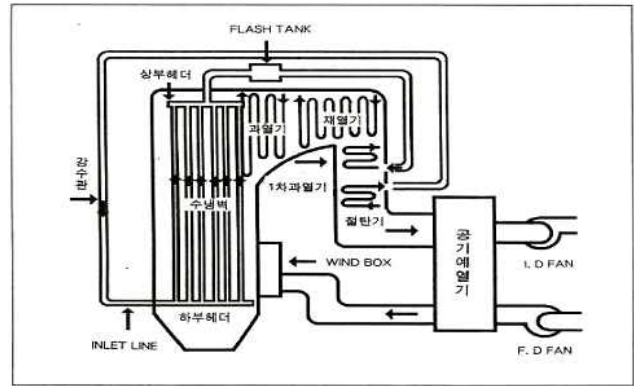 FLASH TANK
상부헤더
과열기
재열기
강수관
1차과열기
수냉벽
절탄기
공기예열기
WIND BOX
I. D FAN
하부헤더
INLET LINE
F. D FAN